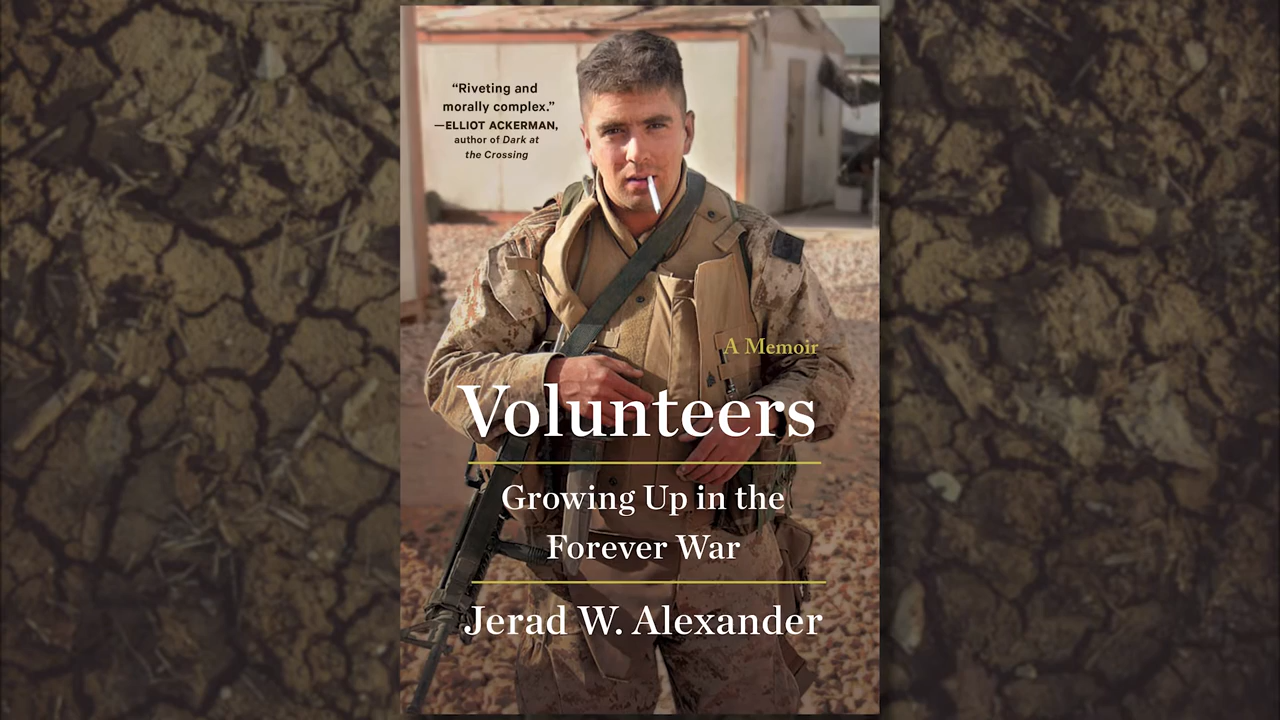 “Riveting and
morally complex.”
—ELLIOT ACKERMAN,
author of Dark at
the Crossing
A Memoir
Volunteers
Growing Up in the
Forever War
Jerad W. Alexander